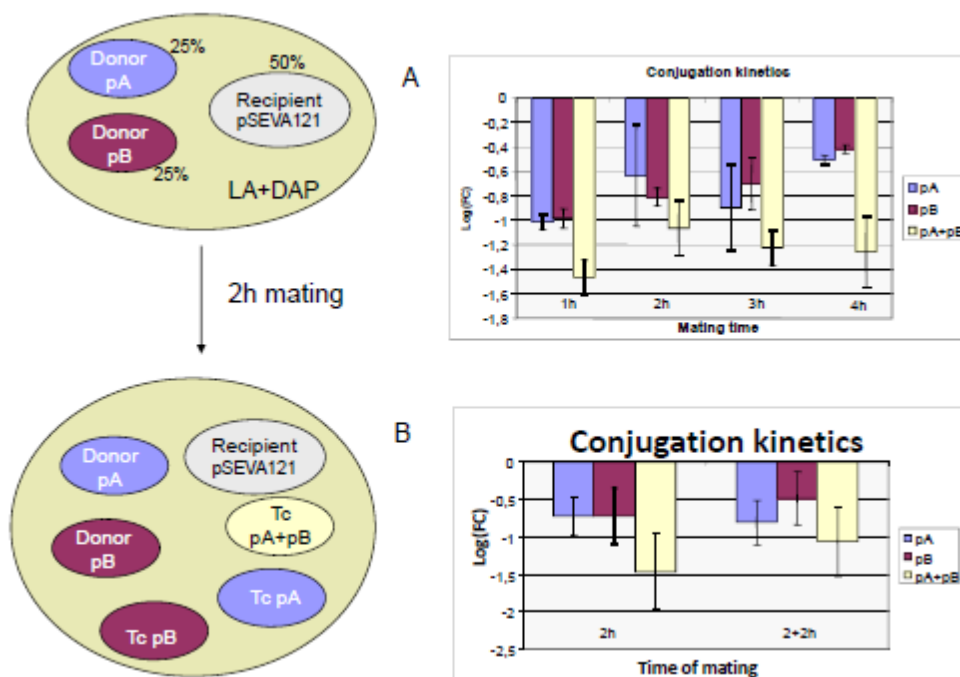 Donor
pA
25%
50%
Recipient
pSEVA121
Donor
pB
25%
LA+DAP
2h mating
Donor
pA
Recipient
pSEVA121
Tc
pA+pB
Donor
pB
Tc pA
Tc pB
A
Conjugation kinetics
0
-0,2
-0,4
-0,6
-0,8
-1
-1,2
-1,4
-1,6
-1,8
Log(FC)
1h
2h
3h
4h
Mating time
pA
pB
pA+pB
B
Conjugation kinetics
0
-0,5
-1
-1,5
-2
-2,5
Log(FC)
2h
2+2h
Time of mating
pA
pB
pA+pB